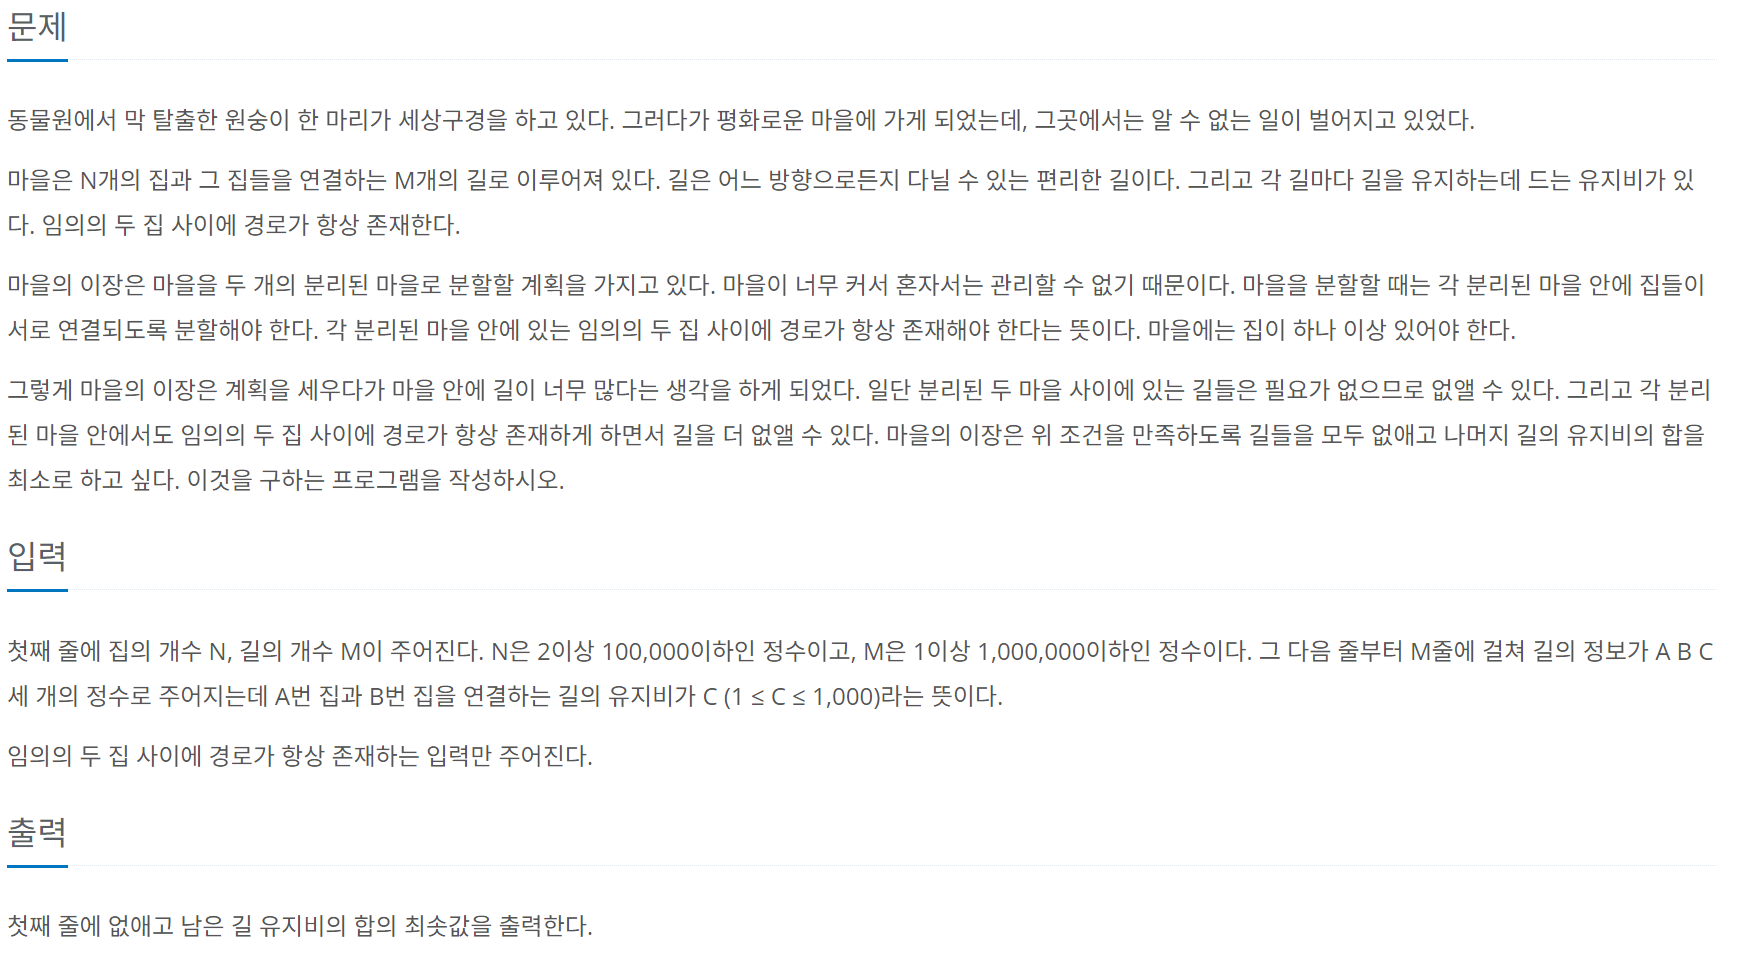 문제
동물원에서 막 탈출한 원숭이 한 마리가 세상구경을 하고 있다. 그러다가 평화로운 마을에 가게 되었는데, 그곳에서는 알 수 없는 일이 벌어지고 있었다.
마을은 N개의 집과 그 집들을 연결하는 M개의 길로 이루어져 있다. 길은 어느 방향으로든지 다닐 수 있는 편리한 길이다. 그리고 각 길마다 길을 유지하는데 드는 유지비가 있
다. 임의의 두 집 사이에 경로가 항상 존재한다.
마을의 이장은 마을을 두 개의 분리된 마을로 분할할 계획을 가지고 있다. 마을이 너무 커서 혼자서는 관리할 수 없기 때문이다. 마을을 분할할 때는 각 분리된 마을 안에 집들이
서로 연결되도록 분할해야 한다. 각 분리된 마을 안에 있는 임의의 두 집 사이에 경로가 항상 존재해야 한다는 뜻이다. 마을에는 집이 하나 이상 있어야 한다.
그렇게 마을의 이장은 계획을 세우다가 마을 안에 길이 너무 많다는 생각을 하게 되었다. 일단 분리된 두 마을 사이에 있는 길들은 필요가 없으므로 없앨 수 있다. 그리고 각 분리
된 마을 안에서도 임의의 두 집 사이에 경로가 항상 존재하게 하면서 길을 더 없앨 수 있다. 마을의 이장은 위 조건을 만족하도록 길들을 모두 없애고 나머지 길의 유지비의 합을
최소로 하고 싶다. 이것을 구하는 프로그램을 작성하시오.
입력
첫째 줄에 집의 개수 N, 길의 개수 M이 주어진다. N은 2이상 100,000이하인 정수이고, M은 1이상 1,000,000이하인 정수이다. 그 다음 줄부터 M줄에 걸쳐 길의 정보가 A B C
세 개의 정수로 주어지는데 A번 집과 B번 집을 연결하는 길의 유지비가 C (1 ≤ C ≤ 1,000)라는 뜻이다.
임의의 두 집 사이에 경로가 항상 존재하는 입력만 주어진다.
출력
첫째 줄에 없애고 남은 길 유지비의 합의 최솟값을 출력한다.